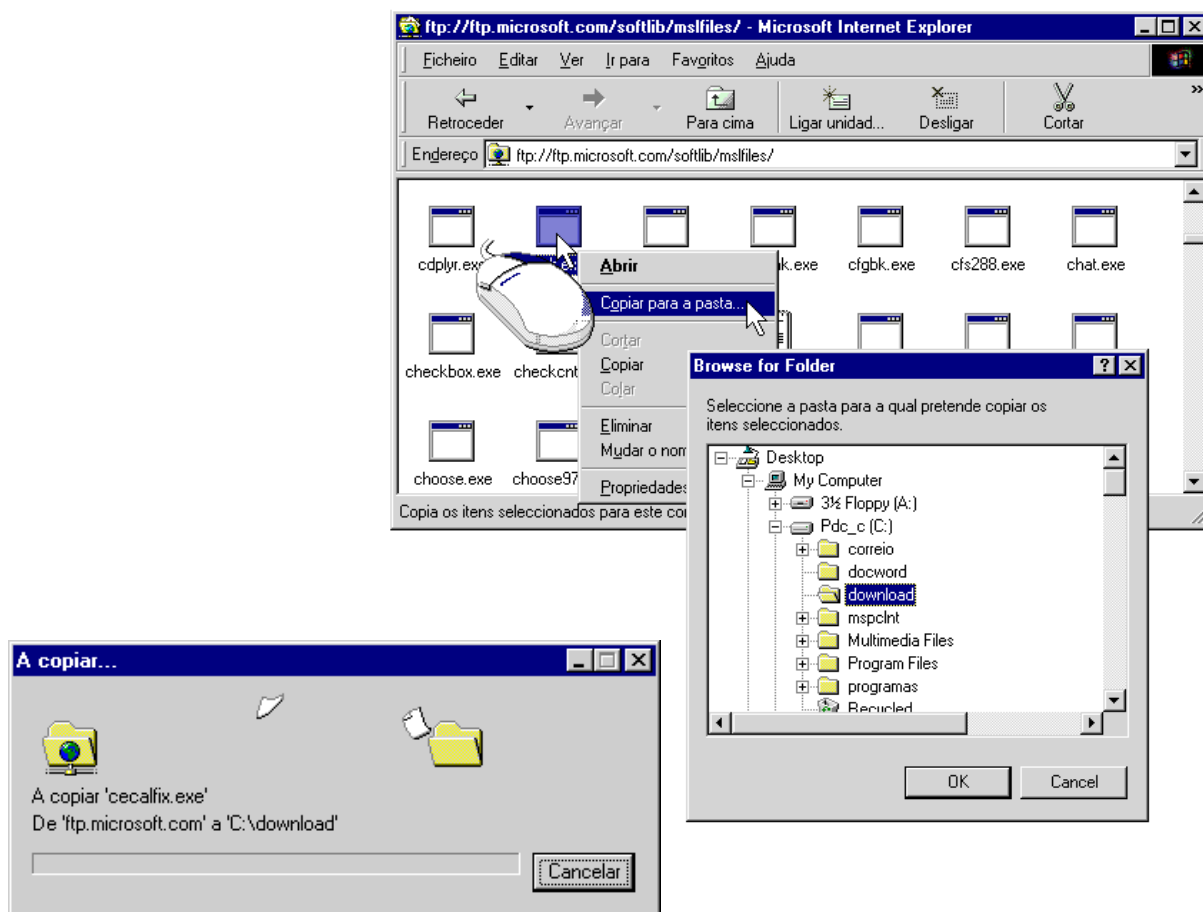 ftp://ftp.microsoft.com/softlib/mslfiles/ - Microsoft Internet Explorer
Ficheiro Editar Ver Ir para Favoritos Ajuda
Retroceder Avançar Para cima Ligar unidad... Desligar Cortar »
Endereço ftp://ftp.microsoft.com/softlib/mslfiles/
cdplyr.exe k.exe cfgbk.exe cfs288.exe chat.exe
Abrir
Copiar para a pasta...
Cortar
Copiar
Colar
Eliminar
Mudar o nom
Propriedades
checkbox.exe checkcnt
choose.exe choose97
Copia os itens seleccionados para este com
Browse for Folder
Seleccione a pasta para a qual pretende copiar os
itens seleccionados.
Desktop
My Computer
3½ Floppy (A:)
Pdc_c (C:)
correio
docword
download
mspclnt
Multimedia Files
Program Files
programas
Recycled
OK Cancel
A copiar...
A copiar 'cecalfix.exe'
De 'ftp.microsoft.com' a 'C:\download'
Cancelar